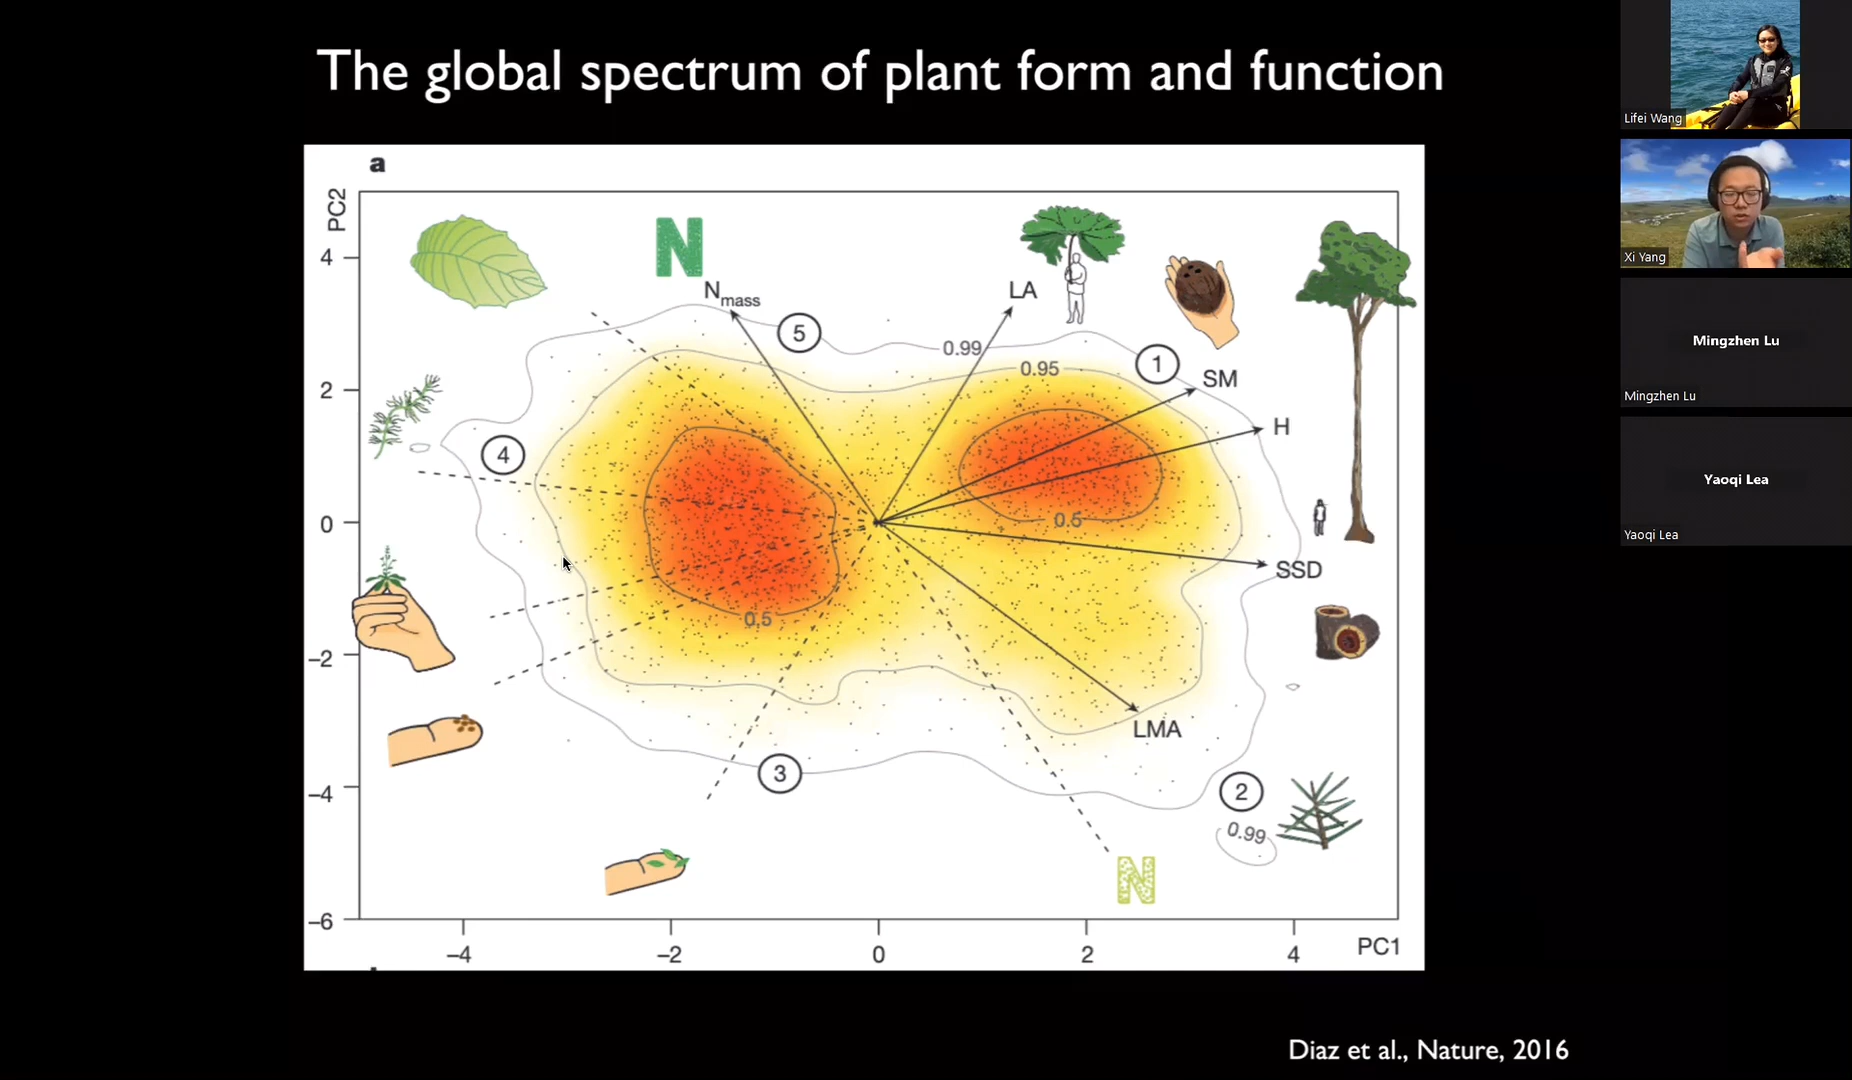 The global spectrum of plant form and function
a
PC2
4
2
0
−2
−4
−6
N
N
Nmass
5
LA
0.99
0.95
1
SM
H
4
0.5
SSD
0.5
LMA
3
2
0.99
N
−4
−2
0
2
4
PC1
Diaz et al., Nature, 2016
Lifei Wang
Xi Yang
Mingzhen Lu
Mingzhen Lu
Yaoqi Lea
Yaoqi Lea